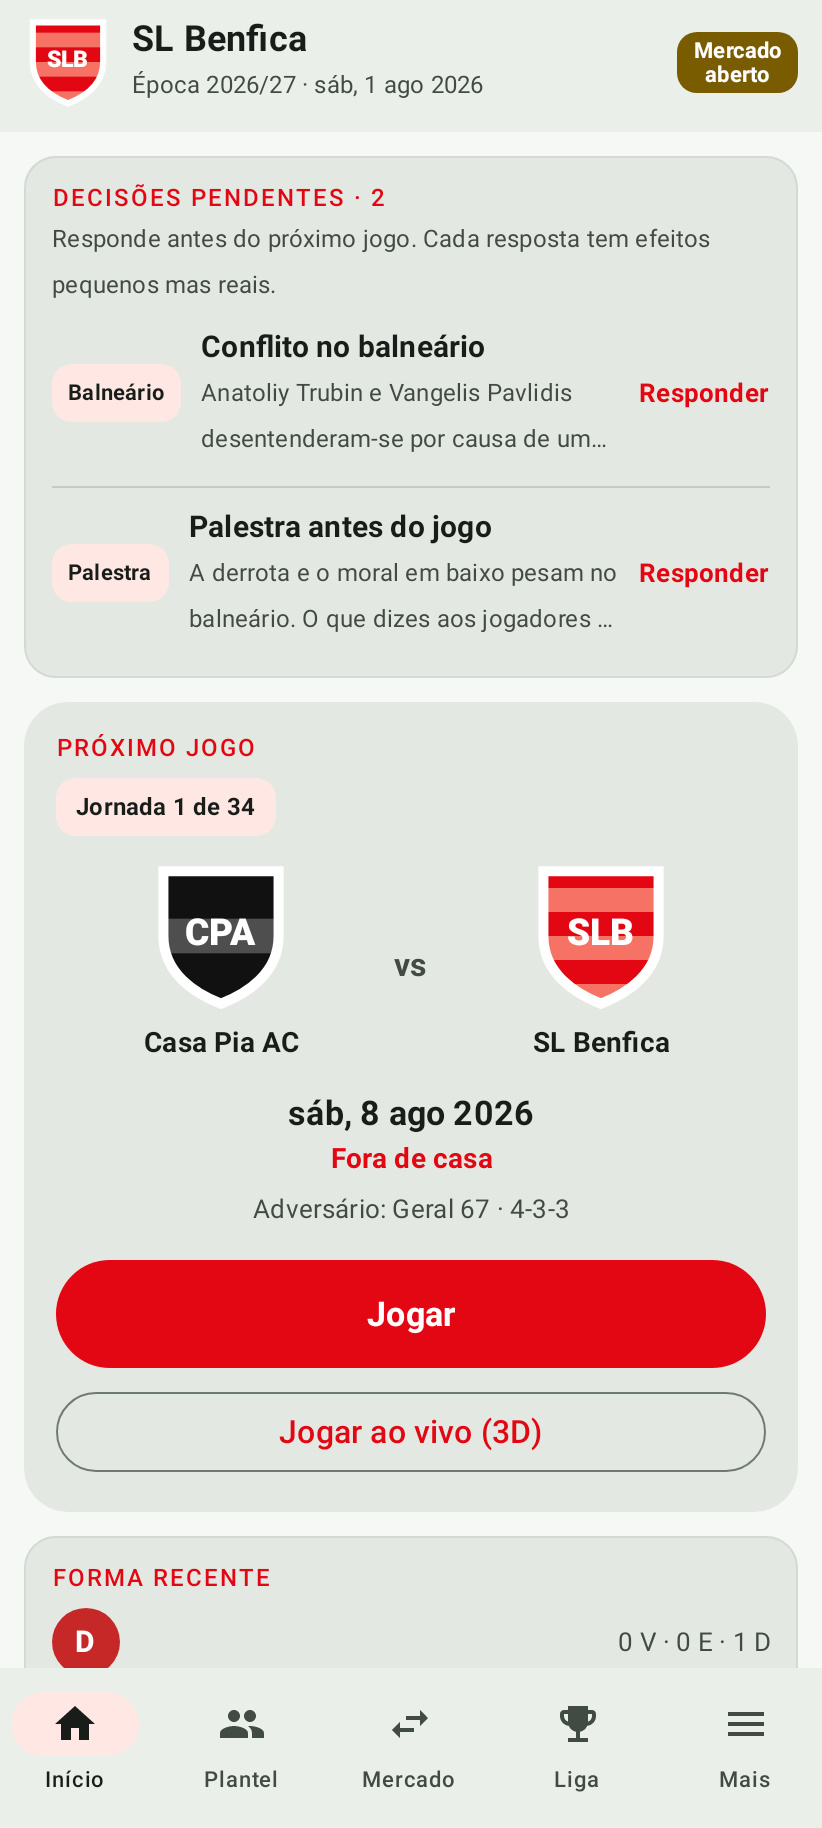 SLB
SL Benfica
Época 2026/27 · sáb, 1 ago 2026
Mercado
aberto
DECISÕES PENDENTES · 2
Responde antes do próximo jogo. Cada resposta tem efeitos
pequenos mas reais.
Balneário
Conflito no balneário
Anatoliy Trubin e Vangelis Pavlidis
desentenderam-se por causa de um…
Responder
Palestra
Palestra antes do jogo
A derrota e o moral em baixo pesam no
balneário. O que dizes aos jogadores …
Responder
PRÓXIMO JOGO
Jornada 1 de 34
CPA
vs
SLB
Casa Pia AC
SL Benfica
sáb, 8 ago 2026
Fora de casa
Adversário: Geral 67 · 4-3-3
Jogar
Jogar ao vivo (3D)
FORMA RECENTE
D
0 V · 0 E · 1 D
Início
Plantel
Mercado
Liga
Mais